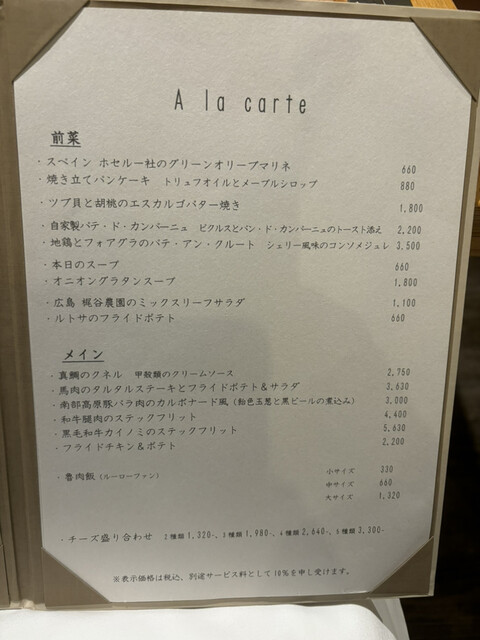 A la carte
前菜
・スペイン ホセルー社のグリーンオリーブマリネ 660
・焼き立てパンケーキ トリュフオイルとメープルシロップ 880
・ツブ貝と胡桃のエスカルゴバター焼き 1,800
・自家製パテ・ド・カンパーニュ ピクルスとパン・ド・カンパーニュのトースト添え 2,200
・地鶏とフォアグラのパテ・アン・クルート シェリー風味のコンソメジュレ 3,500
・本日のスープ 660
・オニオングラタンスープ 1,800
・広島 梶谷農園のミックスリーフサラダ 1,100
・ルトサのフライドポテト 660
メイン
・真鯛のクネル 甲殻類のクリームソース 2,750
・馬肉のタルタルステーキとフライドポテト＆サラダ 3,630
・南部高原豚バラ肉のカルボナード風（飴色玉葱と黒ビールの煮込み） 3,000
・和牛腿肉のステックフリット 4,400
・黒毛和牛カイノミのステックフリット 5,630
・フライドチキン＆ポテト 2,200
・魯肉飯（ルーローファン） 小サイズ 330
中サイズ 660
大サイズ 1,320
・チーズ盛り合わせ 2種類1,320-、3種類1,980-、4種類2,640-、5種類3,300-
※表示価格は税込、別途サービス料として10％を申し受けます。